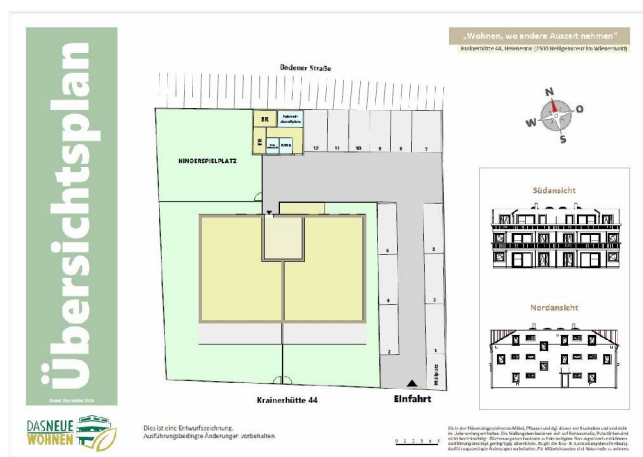 Übersichtsplan
„Wohnen, wo andere Auszeit nehmen"
Krainerhütte 44, Helenental (2500 Heiligenkreuz im Wienerwald)
Badener Straße
N
O
S
W
ER
ER
KINDERSPIELPLATZ
12
11
10
9
8
7
6
5
4
3
2
1
Müllplatz
Südansicht
Nordansicht
Krainerhütte 44
Einfahrt
DAS NEUE
WOHNEN
Dies ist eine Entwurfszeichnung.
Ausführungsbedingte Änderungen vorbehalten.